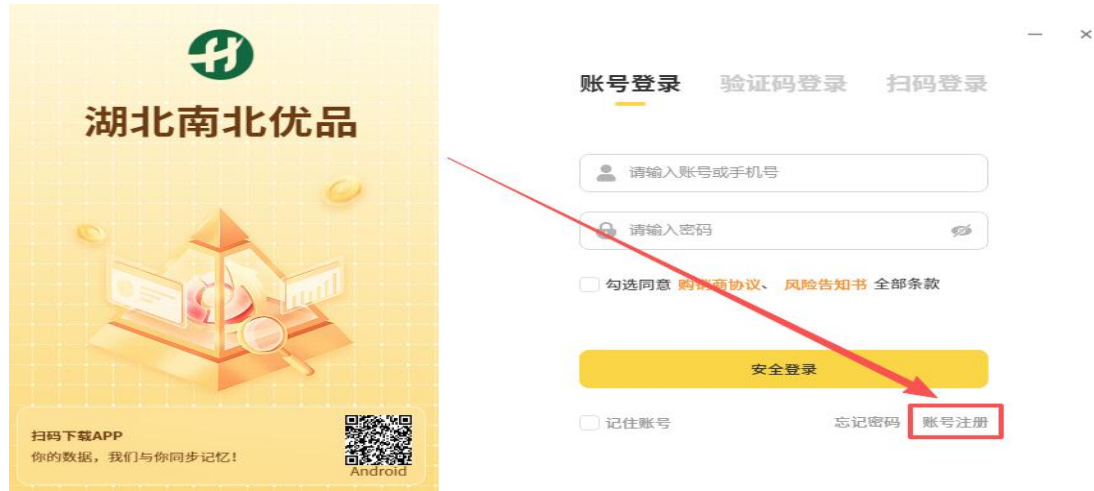 湖北南北优品
扫码下载APP
你的数据，我们与你同步记忆！
Android
账号登录 验证码登录 扫码登录
请输入账号或手机号
请输入密码
勾选同意 购销商协议、 风险告知书 全部条款
安全登录
记住账号 忘记密码 账号注册